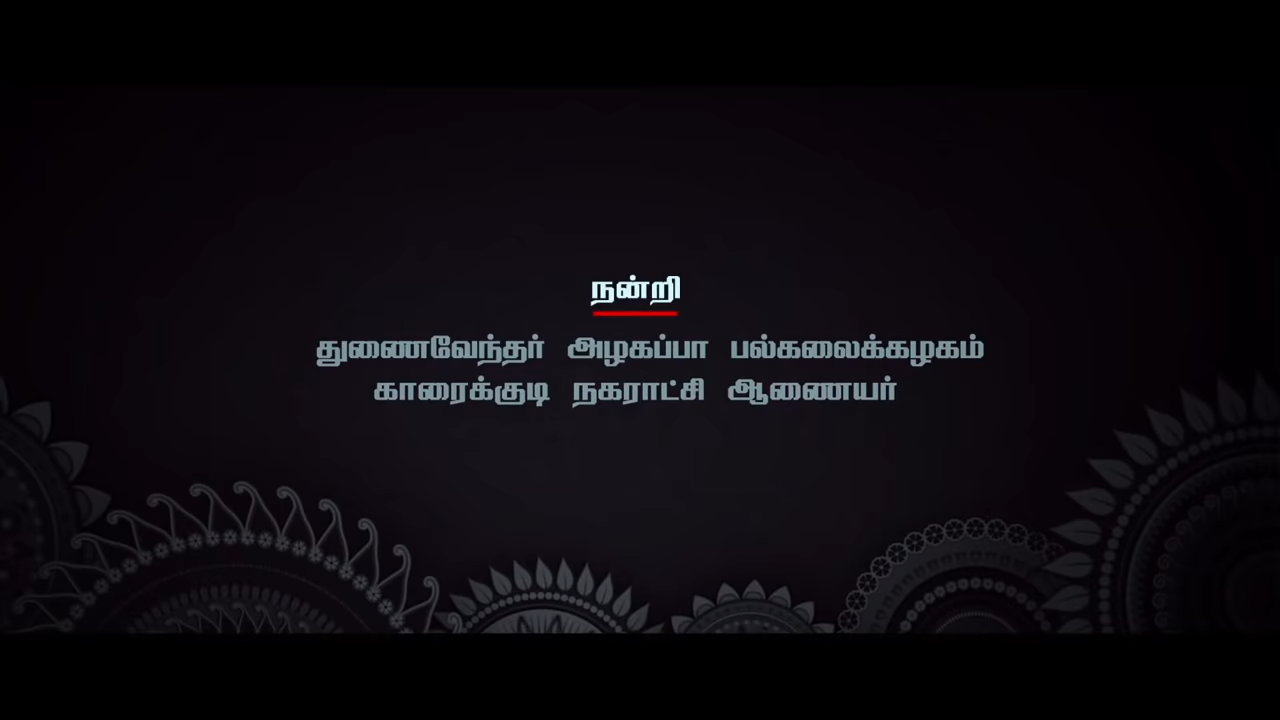 நன்றி
துணைவேந்தர் அழகப்பா பல்கலைக்கழகம்
காரைக்குடி நகராட்சி ஆணையர்